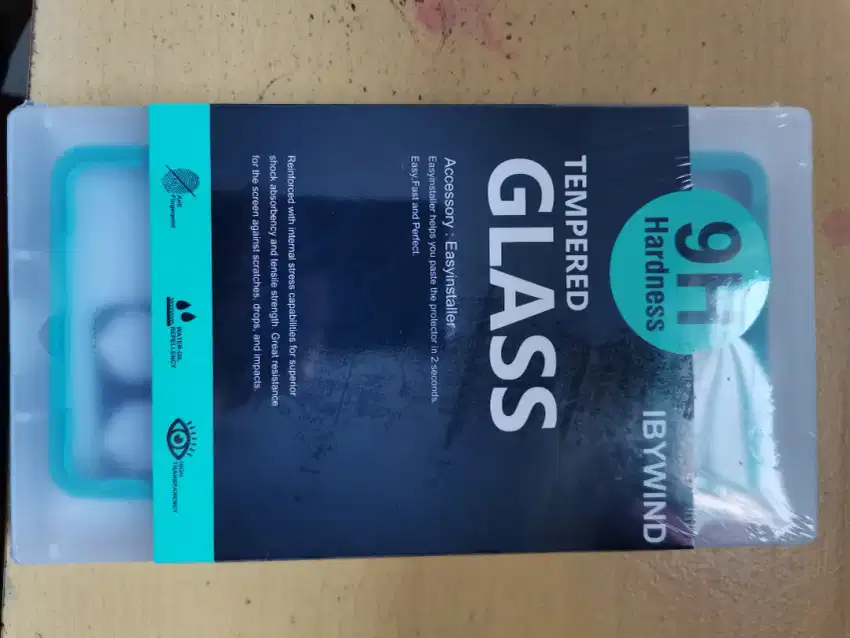 IBYWIND
9H
Hardness
TEMPERED
GLASS
Accessory : Easyinstaller
Easyinstaller helps you paste the protector in 2 seconds.
Easy,Fast and Perfect.
Reinforced with internal stress capabilities for superior
shock absorbency and tensile strength. Great resistance
for the screen against scratches, drops, and impacts.
Anti
Fingerprint
WATER-OIL
REPELLENCY
HIGH
TRANSPARENCY